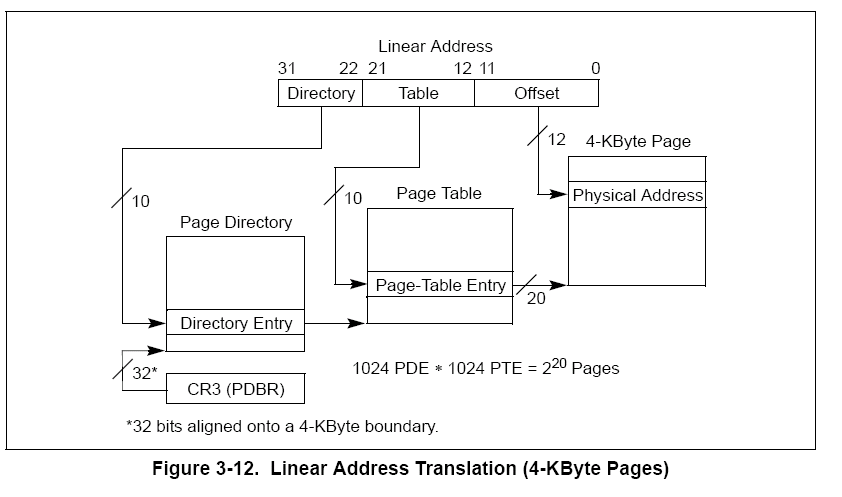 Linear Address
31 22 21 12 11 0
Directory Table Offset
12
4-KByte Page
10
10
Page Table
Physical Address
Page Directory
Page-Table Entry
20
Directory Entry
32*
CR3 (PDBR)
1024 PDE * 1024 PTE = 2²⁰ Pages
*32 bits aligned onto a 4-KByte boundary.
Figure 3-12. Linear Address Translation (4-KByte Pages)